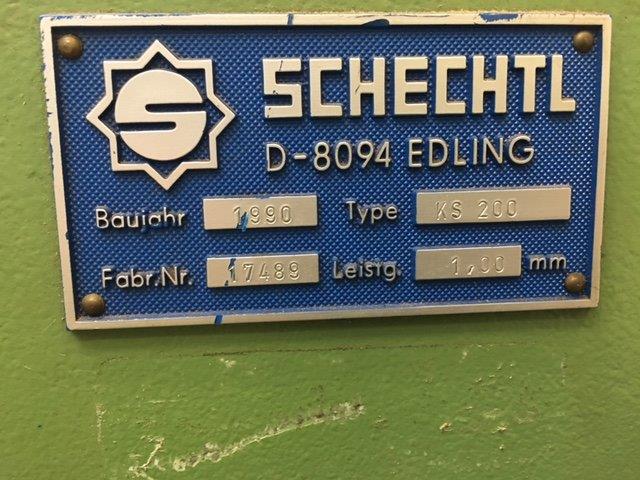 S SCHECHTL
D-8094 EDLING
Baujahr 1990 Type KS 200
Fabr.Nr. 17489 Leistg. 1,00 mm